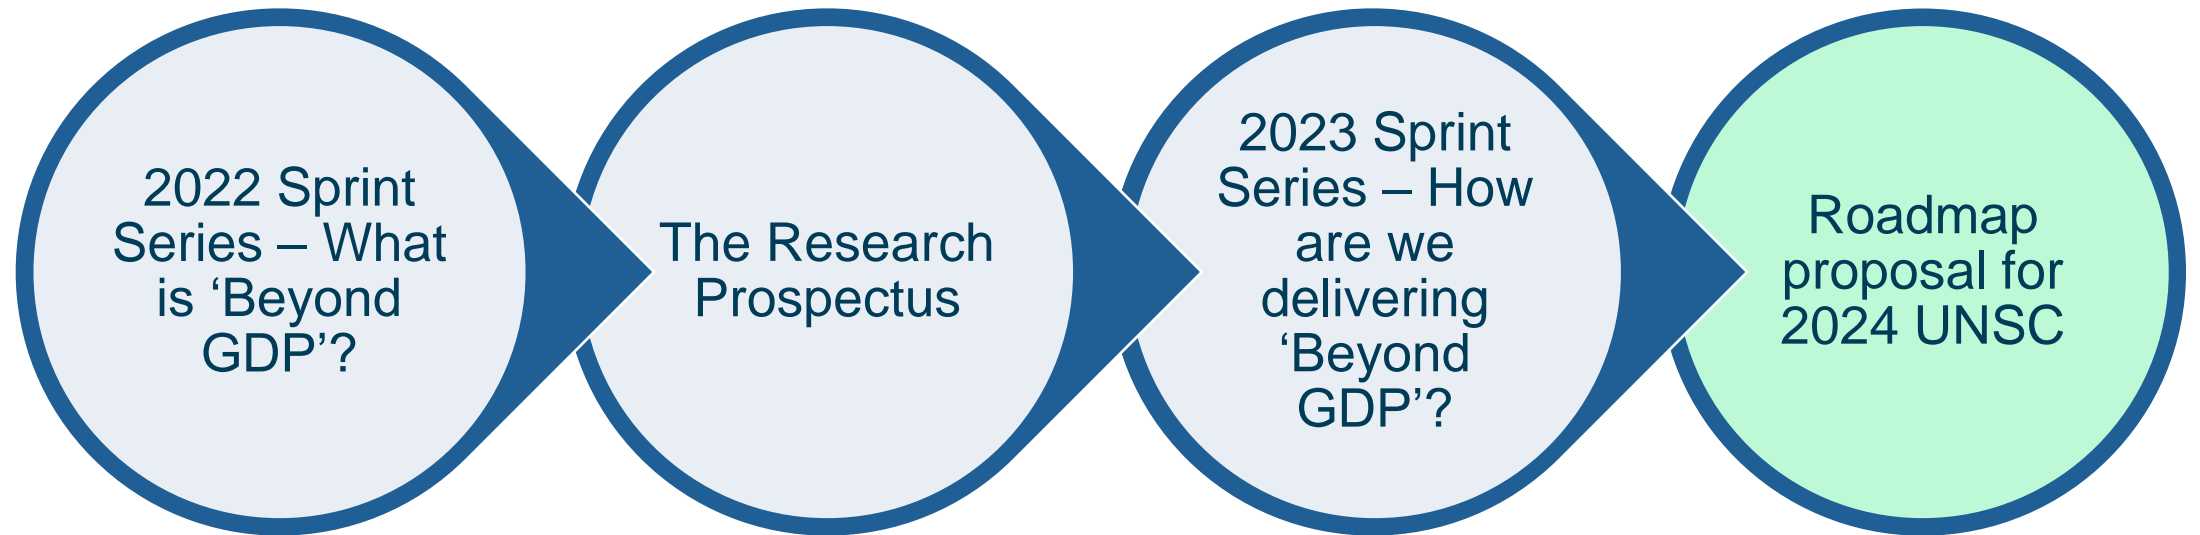 2022 Sprint
Series – What
is ‘Beyond
GDP’?
The Research
Prospectus
2023 Sprint
Series – How
are we
delivering
‘Beyond
GDP’?
Roadmap
proposal for
2024 UNSC